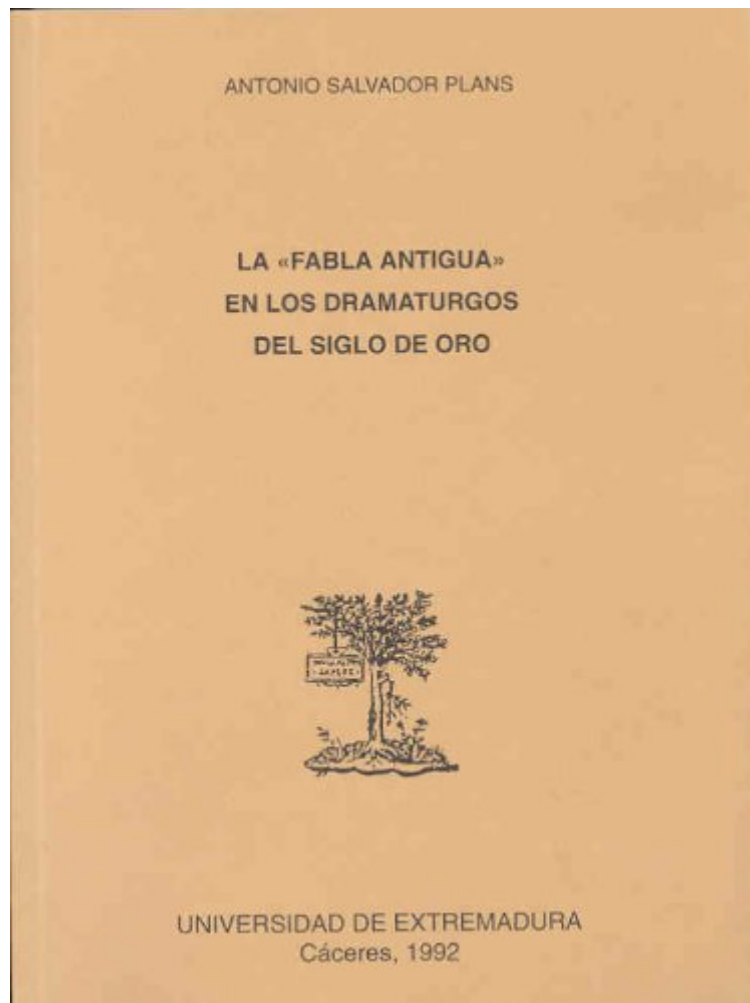 ANTONIO SALVADOR PLANS
LA «FABLA ANTIGUA»
EN LOS DRAMATURGOS
DEL SIGLO DE ORO
UNIVERSIDAD DE EXTREMADURA
Cáceres, 1992